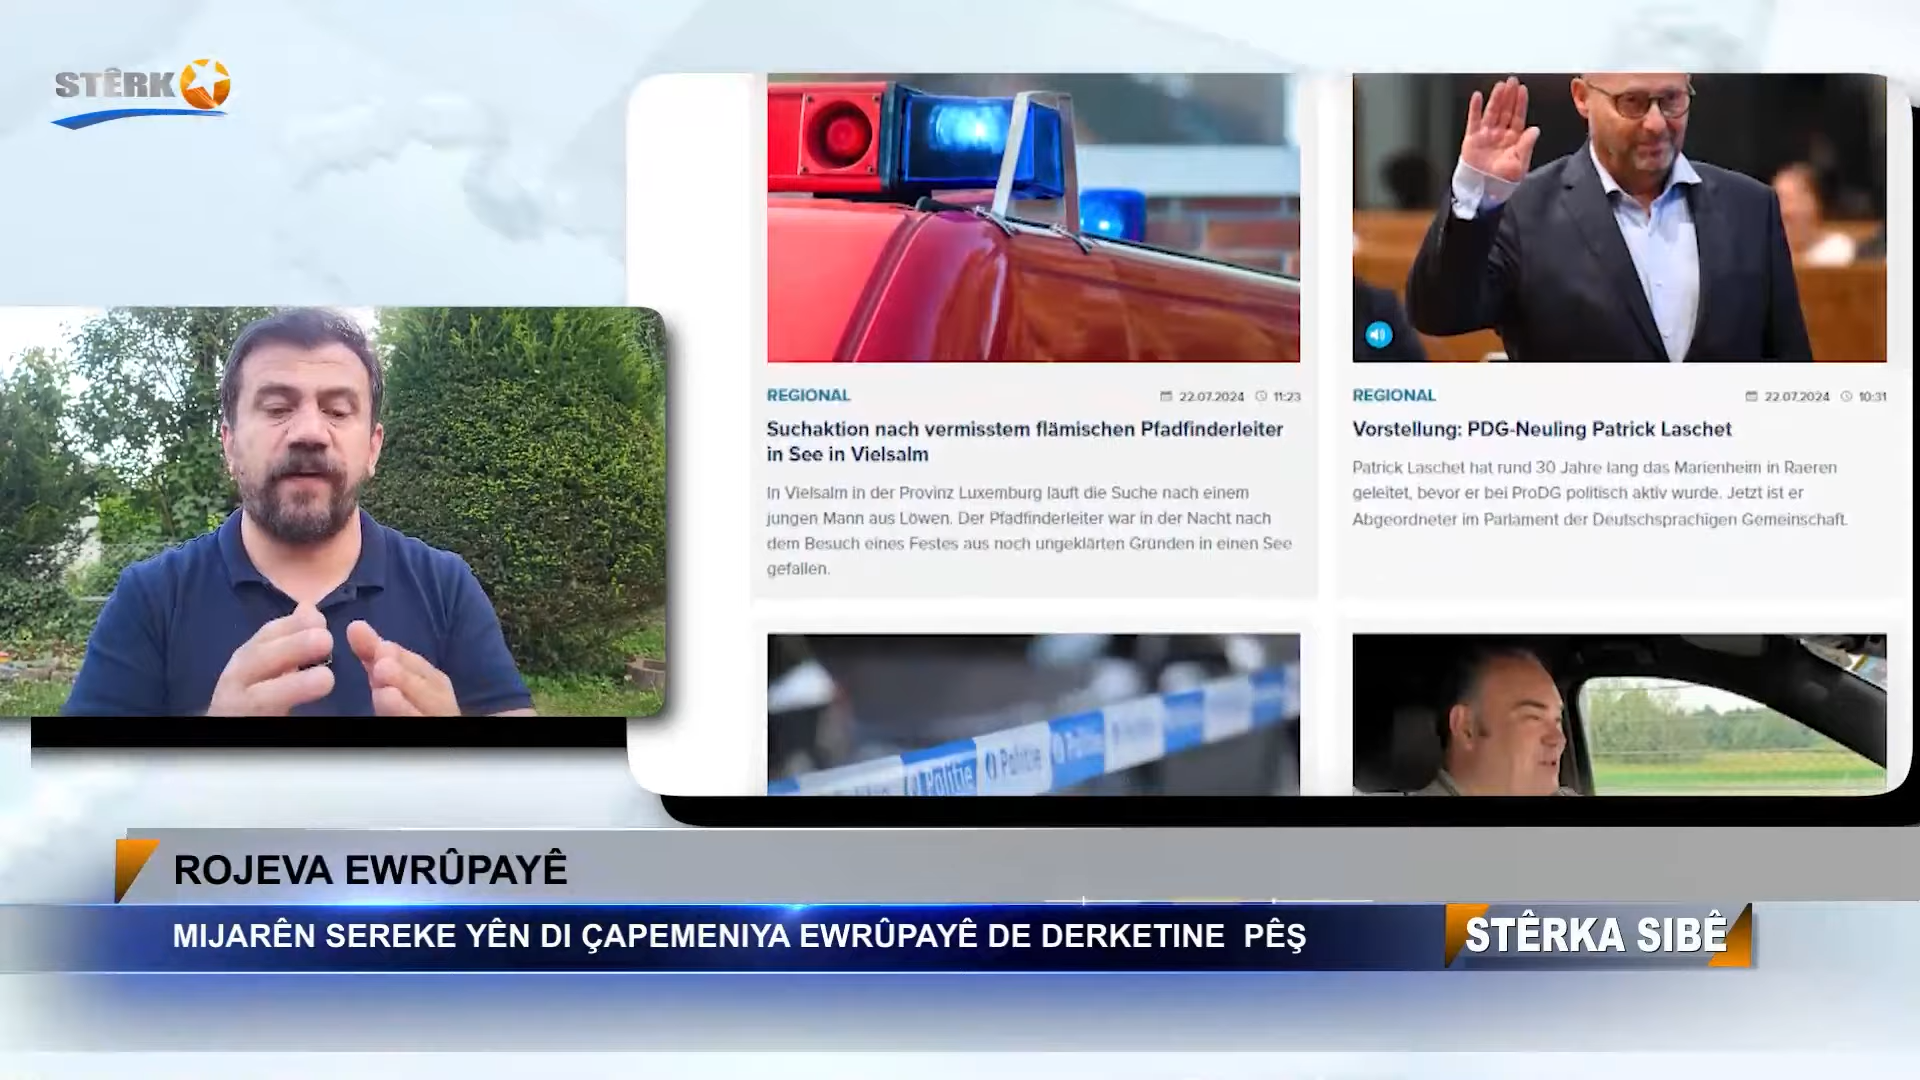 STÊRK
REGIONAL
22.07.2024 11:23
Suchaktion nach vermisstem flämischen Pfadfinderleiter
in See in Vielsalm
In Vielsalm in der Provinz Luxemburg läuft die Suche nach einem
jungen Mann aus Löwen. Der Pfadfinderleiter war in der Nacht nach
dem Besuch eines Festes aus noch ungeklärten Gründen in einen See
gefallen.
REGIONAL
22.07.2024 10:31
Vorstellung: PDG-Neuling Patrick Laschet
Patrick Laschet hat rund 30 Jahre lang das Marienheim in Raeren
geleitet, bevor er bei ProDG politisch aktiv wurde. Jetzt ist er
Abgeordneter im Parlament der Deutschsprachigen Gemeinschaft.
Politie Politie
ROJEVA EWRÛPAYÊ
MIJARÊN SEREKE YÊN DI ÇAPEMENIYA EWRÛPAYÊ DE DERKETINE PÊŞ
STÊRKA SIBÊ